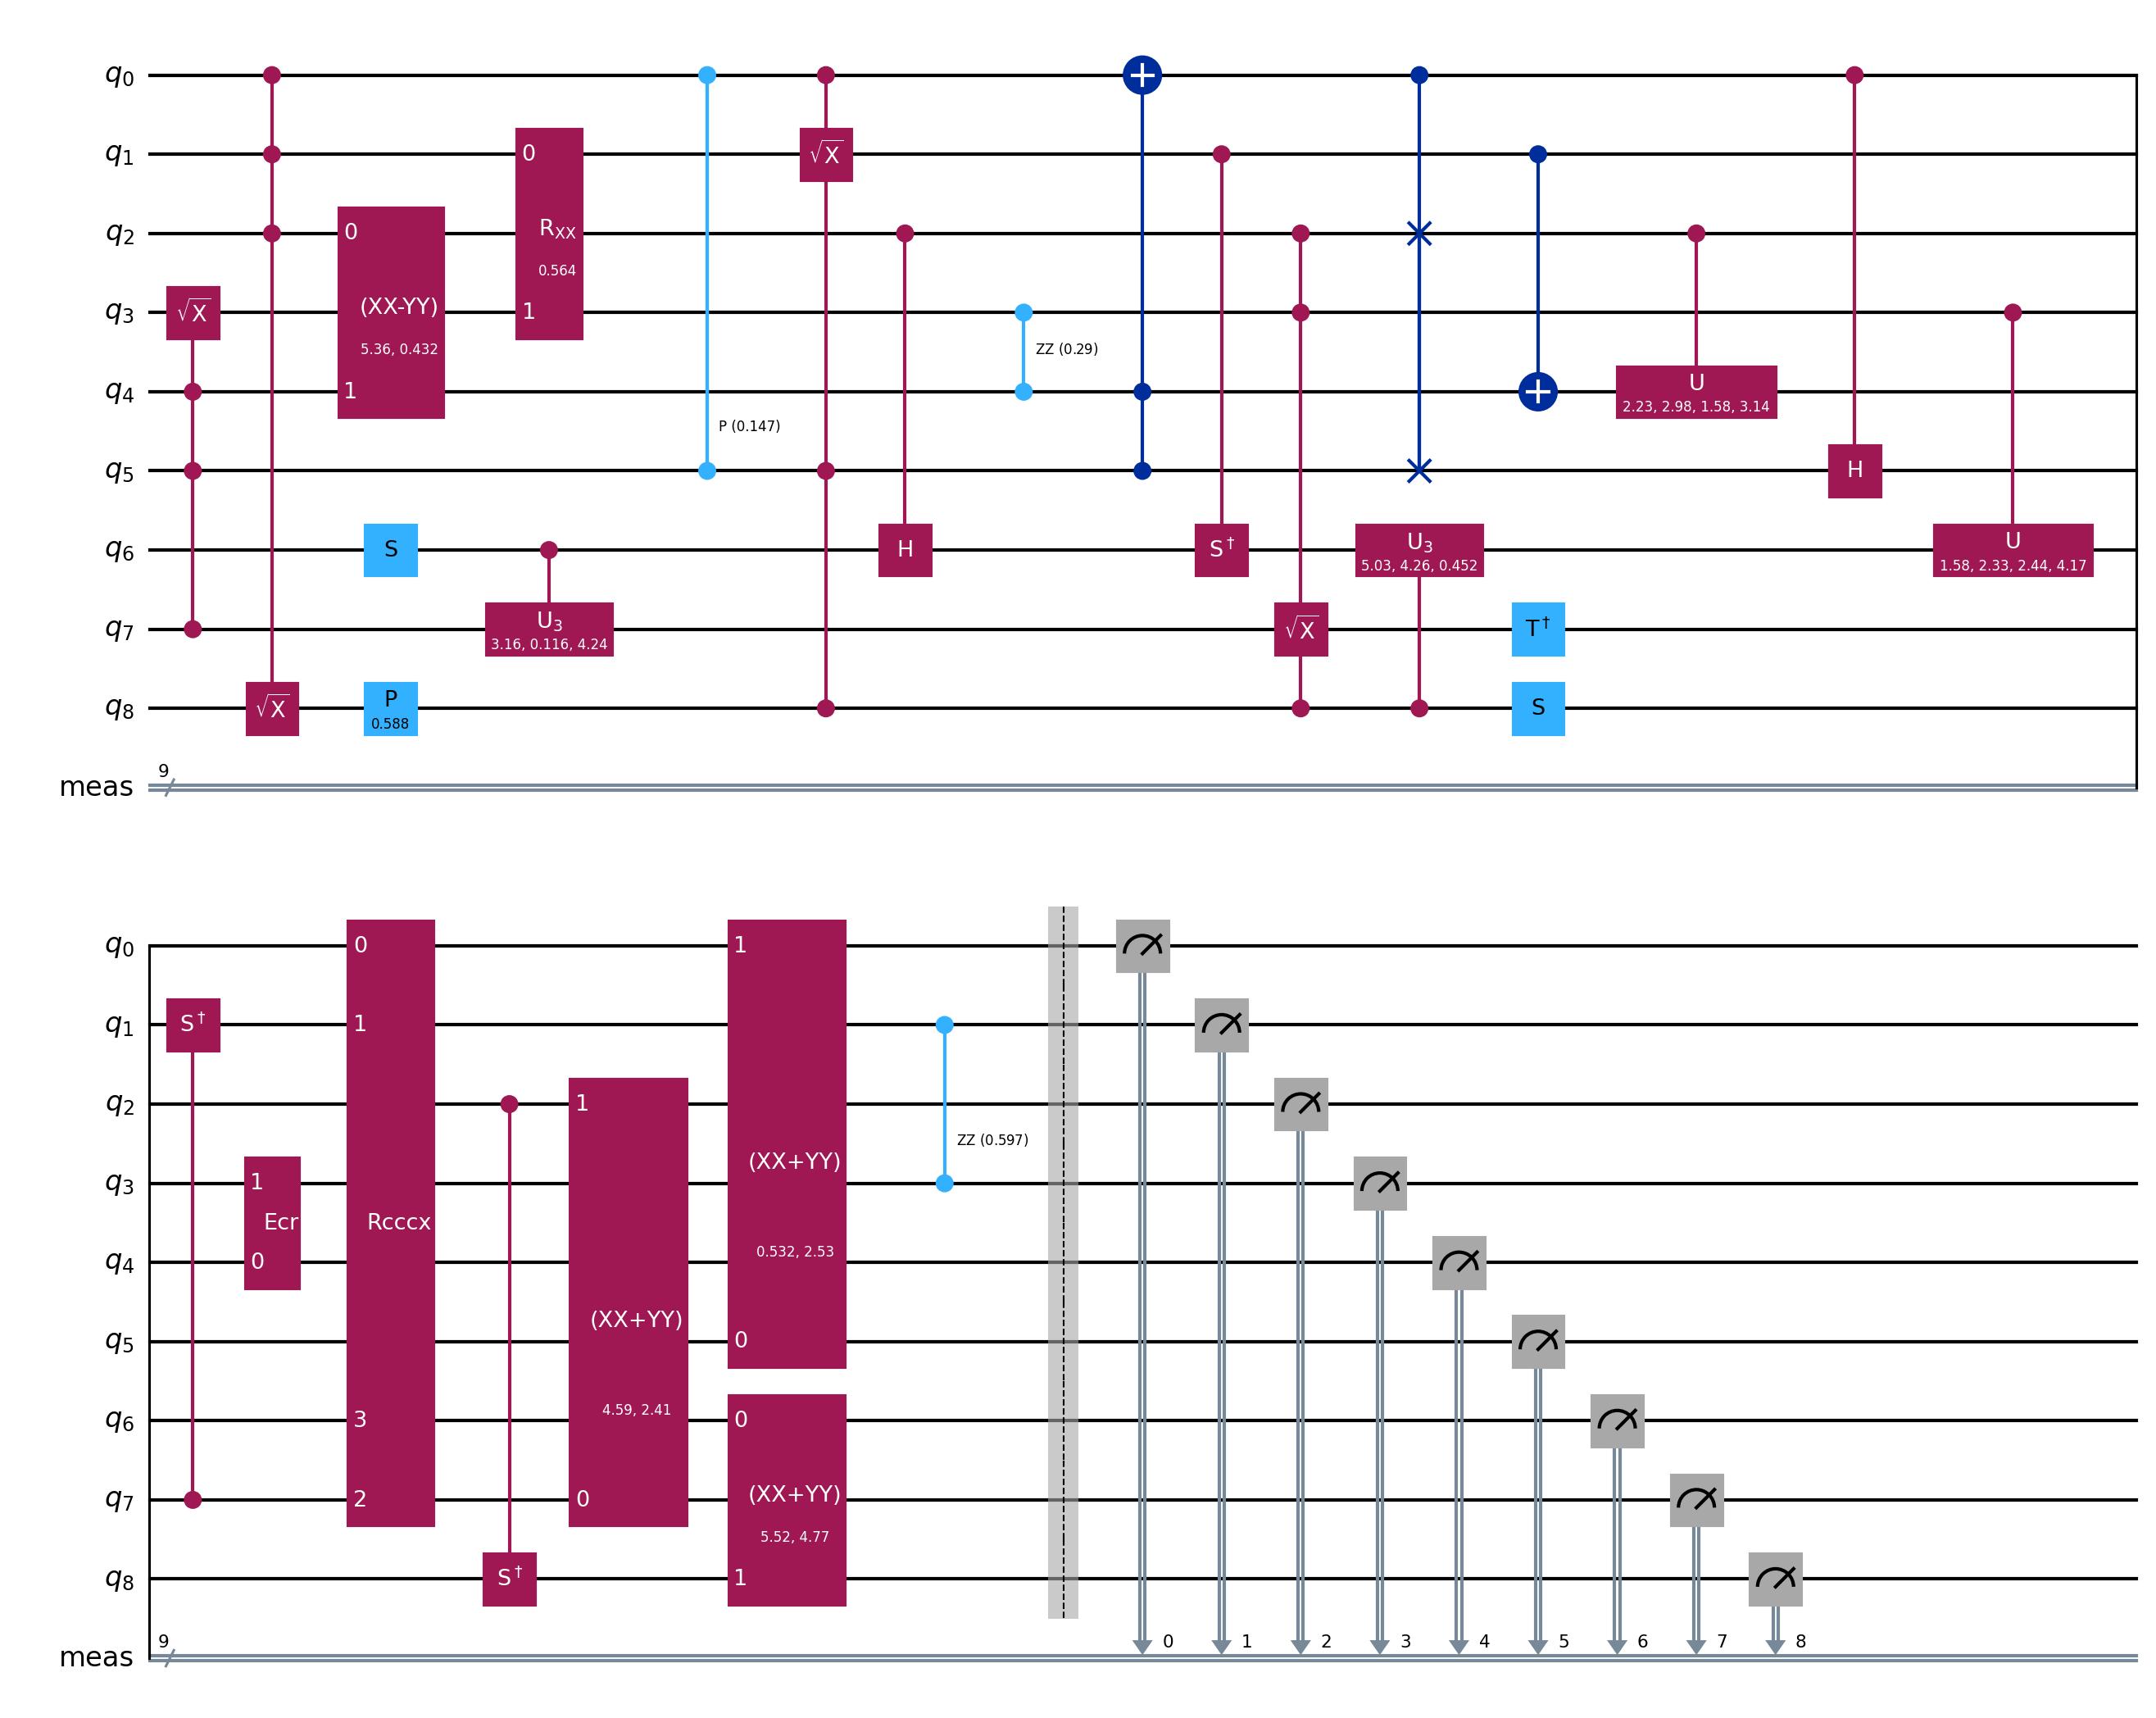 q0
q1 0 √X
q2 0 RXX
0.564
q3 √X (XX-YY) 1 ZZ (0.29)
5.36, 0.432
q4 1 P (0.147) U
2.23, 2.98, 1.58, 3.14
q5 H
q6 S H S† U3 U
5.03, 4.26, 0.452 1.58, 2.33, 2.44, 4.17
q7 U3 √X T†
3.16, 0.116, 4.24
q8 √X P S
0.588
9
meas
q0 0 1
q1 S† 1
q2 1 ZZ (0.597)
q3 1 (XX+YY)
Ecr Rcccx
q4 0 0.532, 2.53
(XX+YY)
q5 0
4.59, 2.41
q6 3 0
q7 2 0 (XX+YY)
5.52, 4.77
q8 S† 1
9 0 1 2 3 4 5 6 7 8
meas